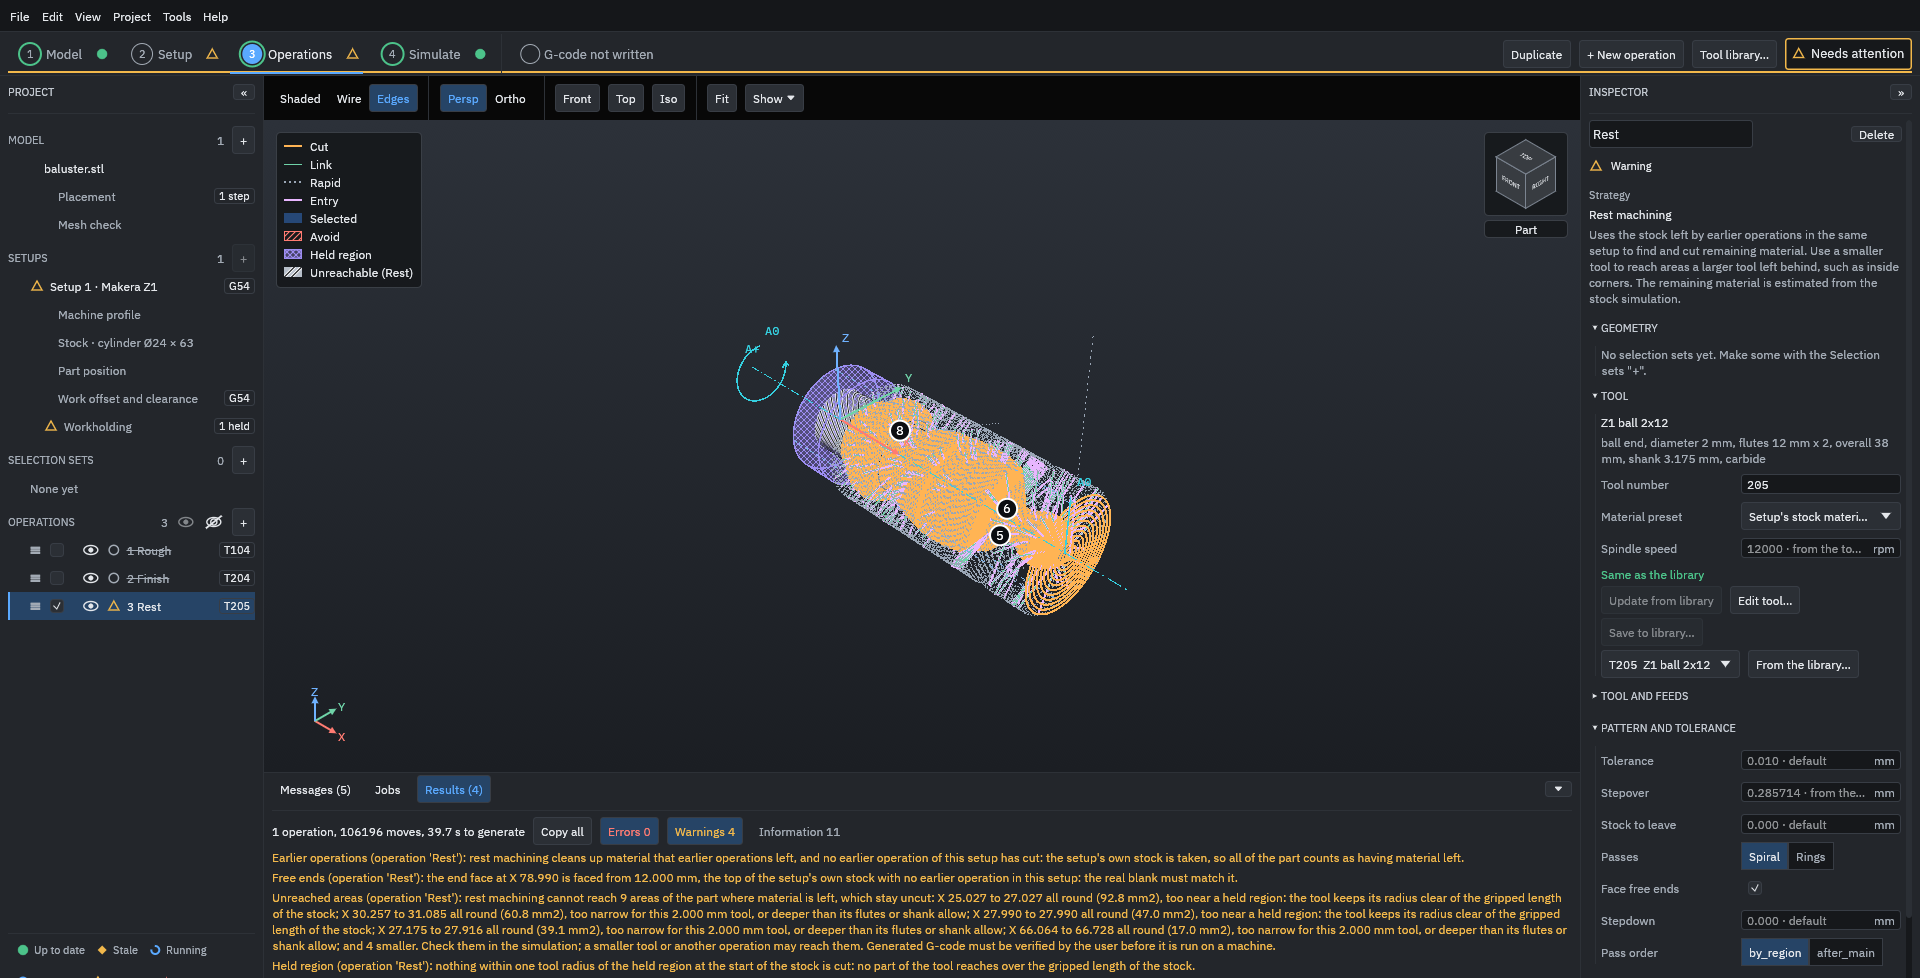 File Edit View Project Tools Help
1 Model 2 Setup 3 Operations 4 Simulate G-code not written Duplicate + New operation Tool library... Needs attention
PROJECT «
MODEL 1 +
baluster.stl
Placement 1 step
Mesh check
SETUPS 1 +
Setup 1 · Makera Z1 G54
Machine profile
Stock · cylinder Ø24 × 63
Part position
Work offset and clearance G54
Workholding 1 held
SELECTION SETS 0 +
None yet
OPERATIONS 3 +
1 Rough T104
2 Finish T204
3 Rest T205
Up to date Stale Running
Shaded Wire Edges Persp Ortho Front Top Iso Fit Show
Cut
Link
Rapid
Entry
Selected
Avoid
Held region
Unreachable (Rest)
TOP
FRONT RIGHT
Part
A0
A+
Z
Y
8
6
5
Z
Y
X
Messages (5) Jobs Results (4)
1 operation, 106196 moves, 39.7 s to generate Copy all Errors 0 Warnings 4 Information 11
Earlier operations (operation 'Rest'): rest machining cleans up material that earlier operations left, and no earlier operation of this setup has cut: the setup's own stock is taken, so all of the part counts as having material left.
Free ends (operation 'Rest'): the end face at X 78.990 is faced from 12.000 mm, the top of the setup's own stock with no earlier operation in this setup: the real blank must match it.
Unreached areas (operation 'Rest'): rest machining cannot reach 9 areas of the part where material is left, which stay uncut: X 25.027 to 27.027 all round (92.8 mm2), too near a held region: the tool keeps its radius clear of the gripped length
of the stock; X 30.257 to 31.085 all round (60.8 mm2), too narrow for this 2.000 mm tool, or deeper than its flutes or shank allow; X 27.990 to 27.990 all round (47.0 mm2), too near a held region: the tool keeps its radius clear of the gripped
length of the stock; X 27.175 to 27.916 all round (39.1 mm2), too narrow for this 2.000 mm tool, or deeper than its flutes or shank allow; X 66.064 to 66.728 all round (17.0 mm2), too narrow for this 2.000 mm tool, or deeper than its flutes or
shank allow; and 4 smaller. Check them in the simulation; a smaller tool or another operation may reach them. Generated G-code must be verified by the user before it is run on a machine.
Held region (operation 'Rest'): nothing within one tool radius of the held region at the start of the stock is cut: no part of the tool reaches over the gripped length of the stock.
INSPECTOR »
Rest Delete
Warning
Strategy
Rest machining
Uses the stock left by earlier operations in the same
setup to find and cut remaining material. Use a smaller
tool to reach areas a larger tool left behind, such as inside
corners. The remaining material is estimated from the
stock simulation.
GEOMETRY
No selection sets yet. Make some with the Selection
sets "+".
TOOL
Z1 ball 2x12
ball end, diameter 2 mm, flutes 12 mm x 2, overall 38
mm, shank 3.175 mm, carbide
Tool number 205
Material preset Setup's stock materi...
Spindle speed 12000 · from the to... rpm
Same as the library
Update from library Edit tool...
Save to library...
T205 Z1 ball 2x12 From the library...
TOOL AND FEEDS
PATTERN AND TOLERANCE
Tolerance 0.010 · default mm
Stepover 0.285714 · from the... mm
Stock to leave 0.000 · default mm
Passes Spiral Rings
Face free ends
Stepdown 0.000 · default mm
Pass order by_region after_main